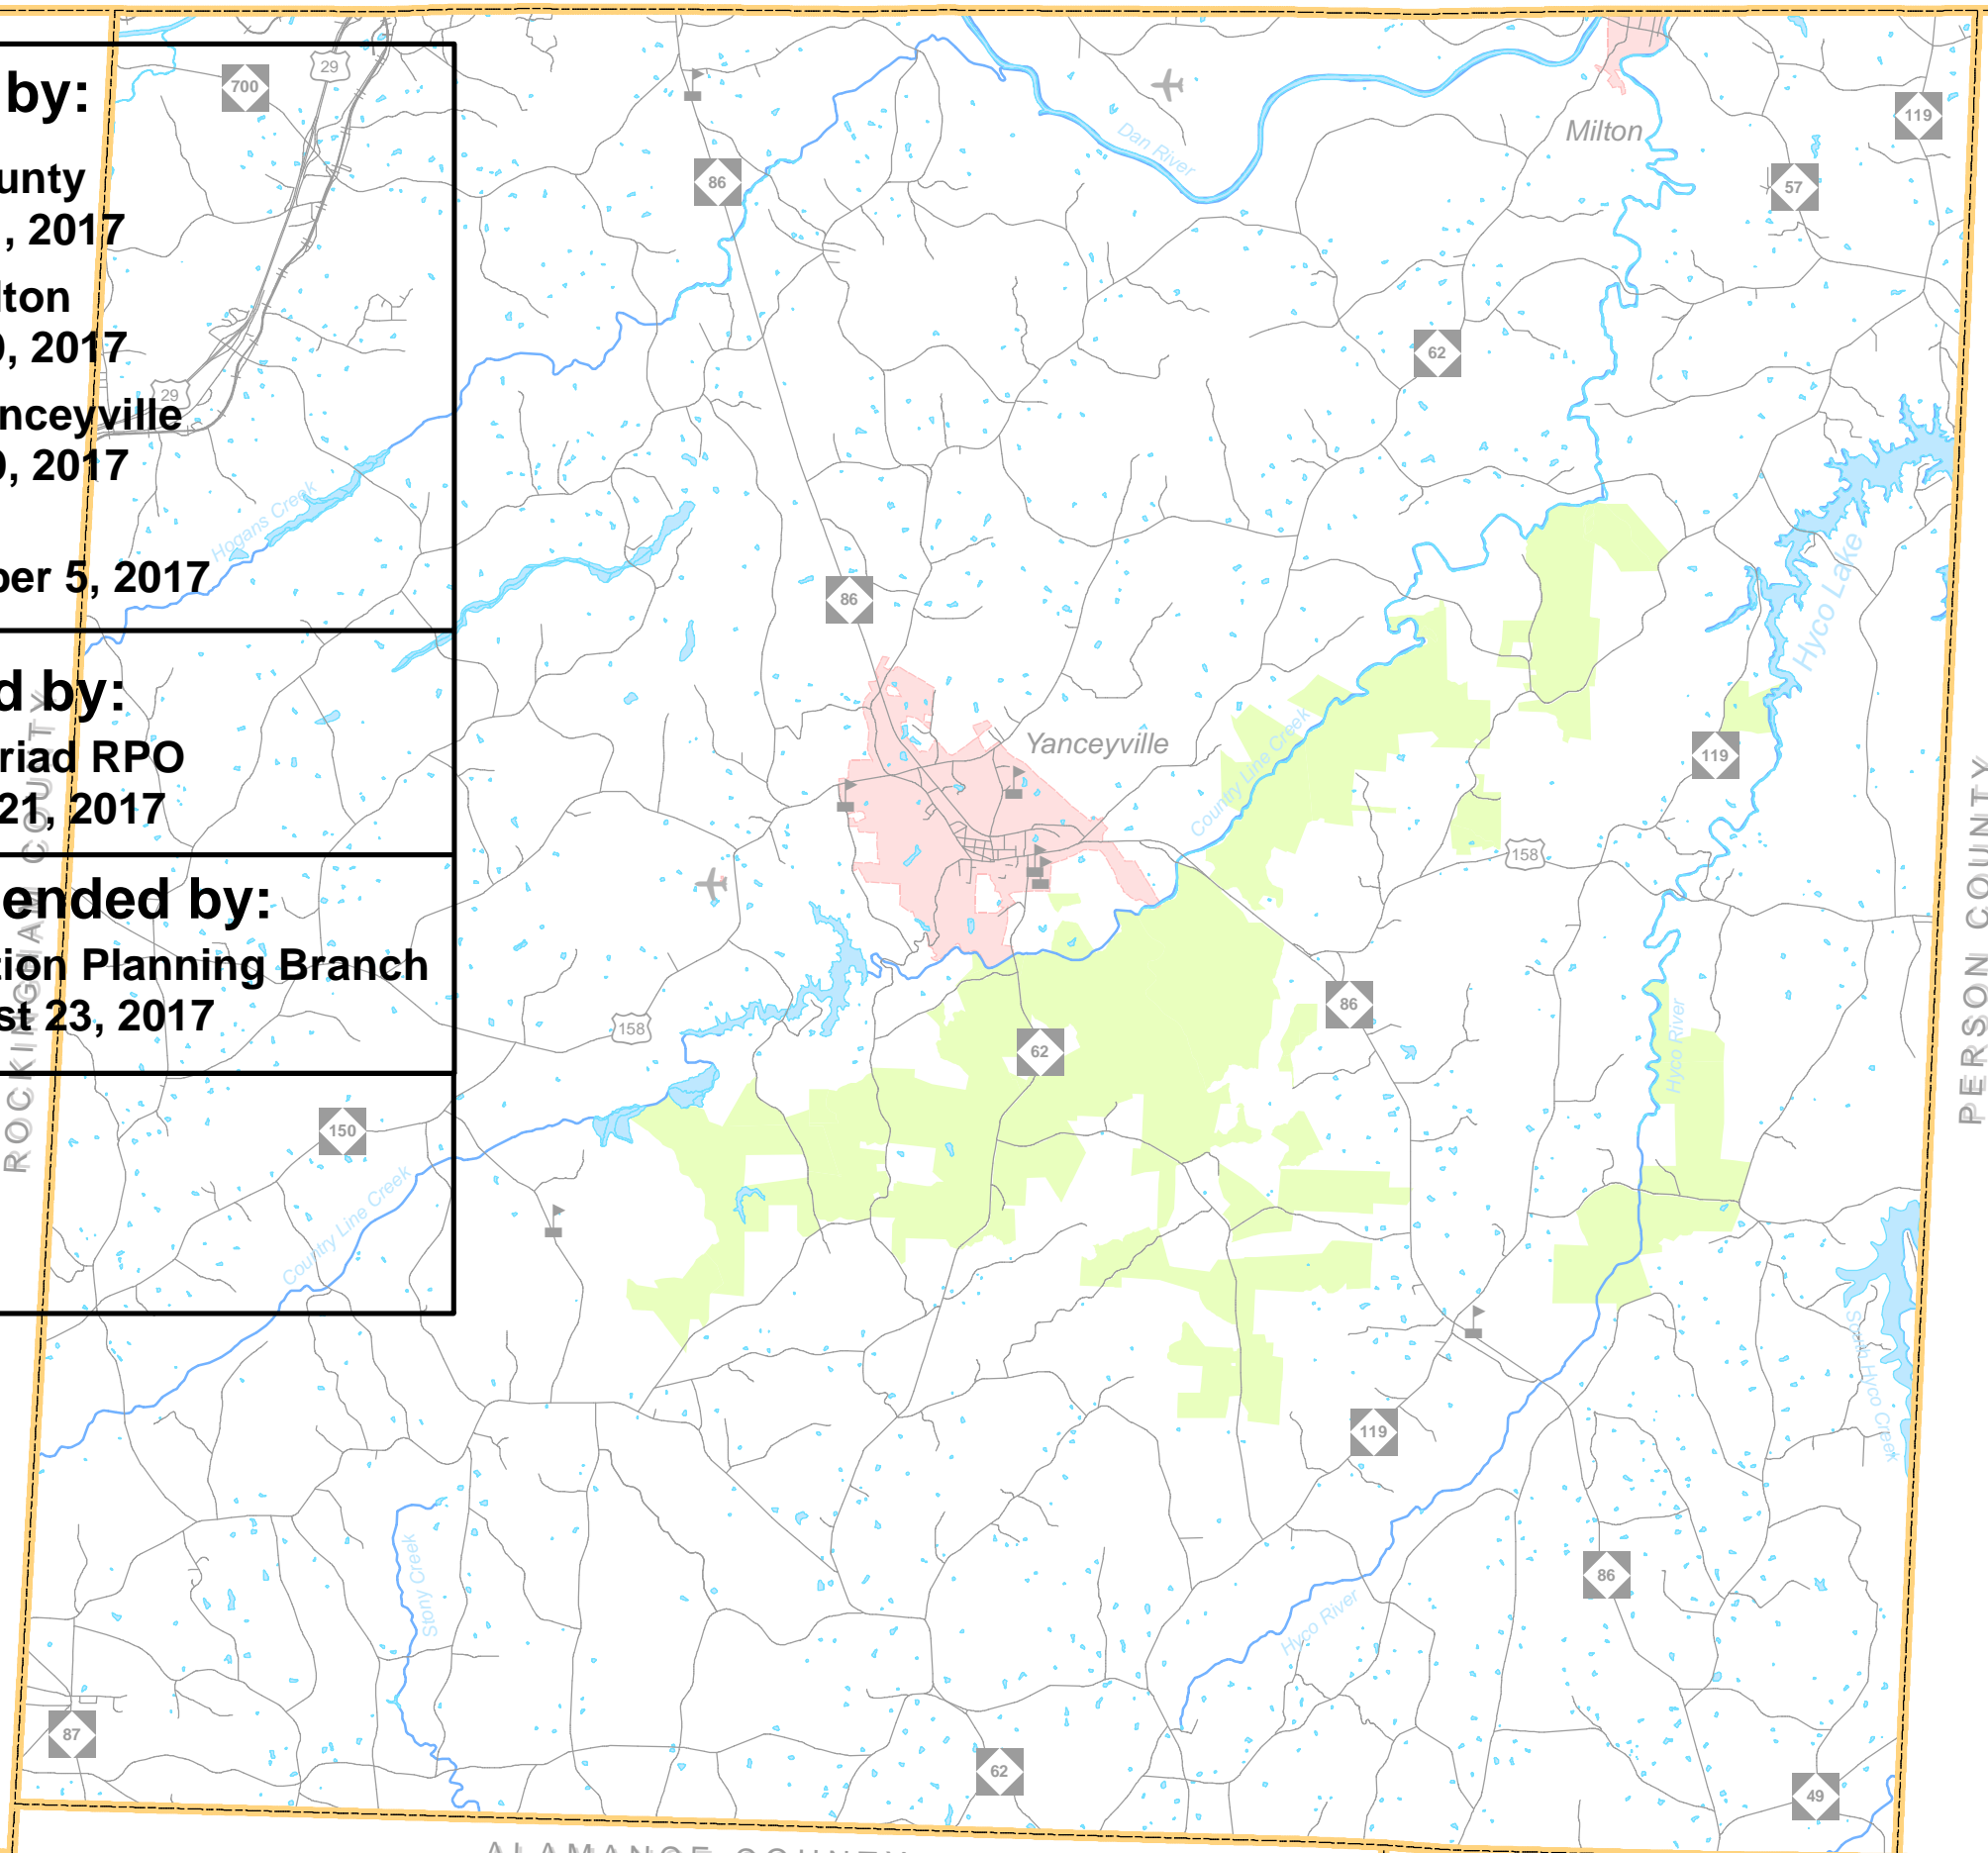 by:
unty
, 2017
lton
, 2017
nceyville
, 2017
ber 5, 2017
d by:
riad RPO
21, 2017
ended by:
tion Planning Branch
st 23, 2017
29
700
119
86
Dan River
Milton
57
62
29
Hogans Creek
86
Hyco Lake
Yanceyville
Country Line Creek
119
158
ROCKINGHAM COUNTY
PERSON COUNTY
86
158
62
Hyco River
150
Country Line Creek
South Hyco Creek
119
Stony Creek
86
Hyco River
87
62
49
ALAMANCE COUNTY